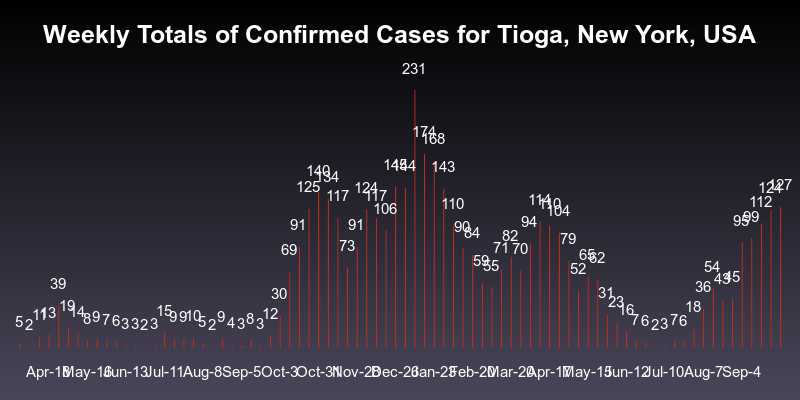 Weekly Totals of Confirmed Cases for Tioga, New York, USA
5 2 11 13 39 19 14 8 9 7 6 3 3 2 3 15 9 9 10 5 2 9 4 3 8 3 12 30 69 91 125 140 134 117 73 91 124 117 106 145 144 231 174 168 143 110 90 84 59 55 71 82 70 94 114 110 104 79 52 65 62 31 23 16 7 6 2 3 7 6 18 36 54 43 45 95 99 112 124 127
Apr-18 May-16 Jun-13 Jul-11 Aug-8 Sep-5 Oct-3 Oct-31 Nov-28 Dec-26 Jan-23 Feb-20 Mar-20 Apr-17 May-15 Jun-12 Jul-10 Aug-7 Sep-4